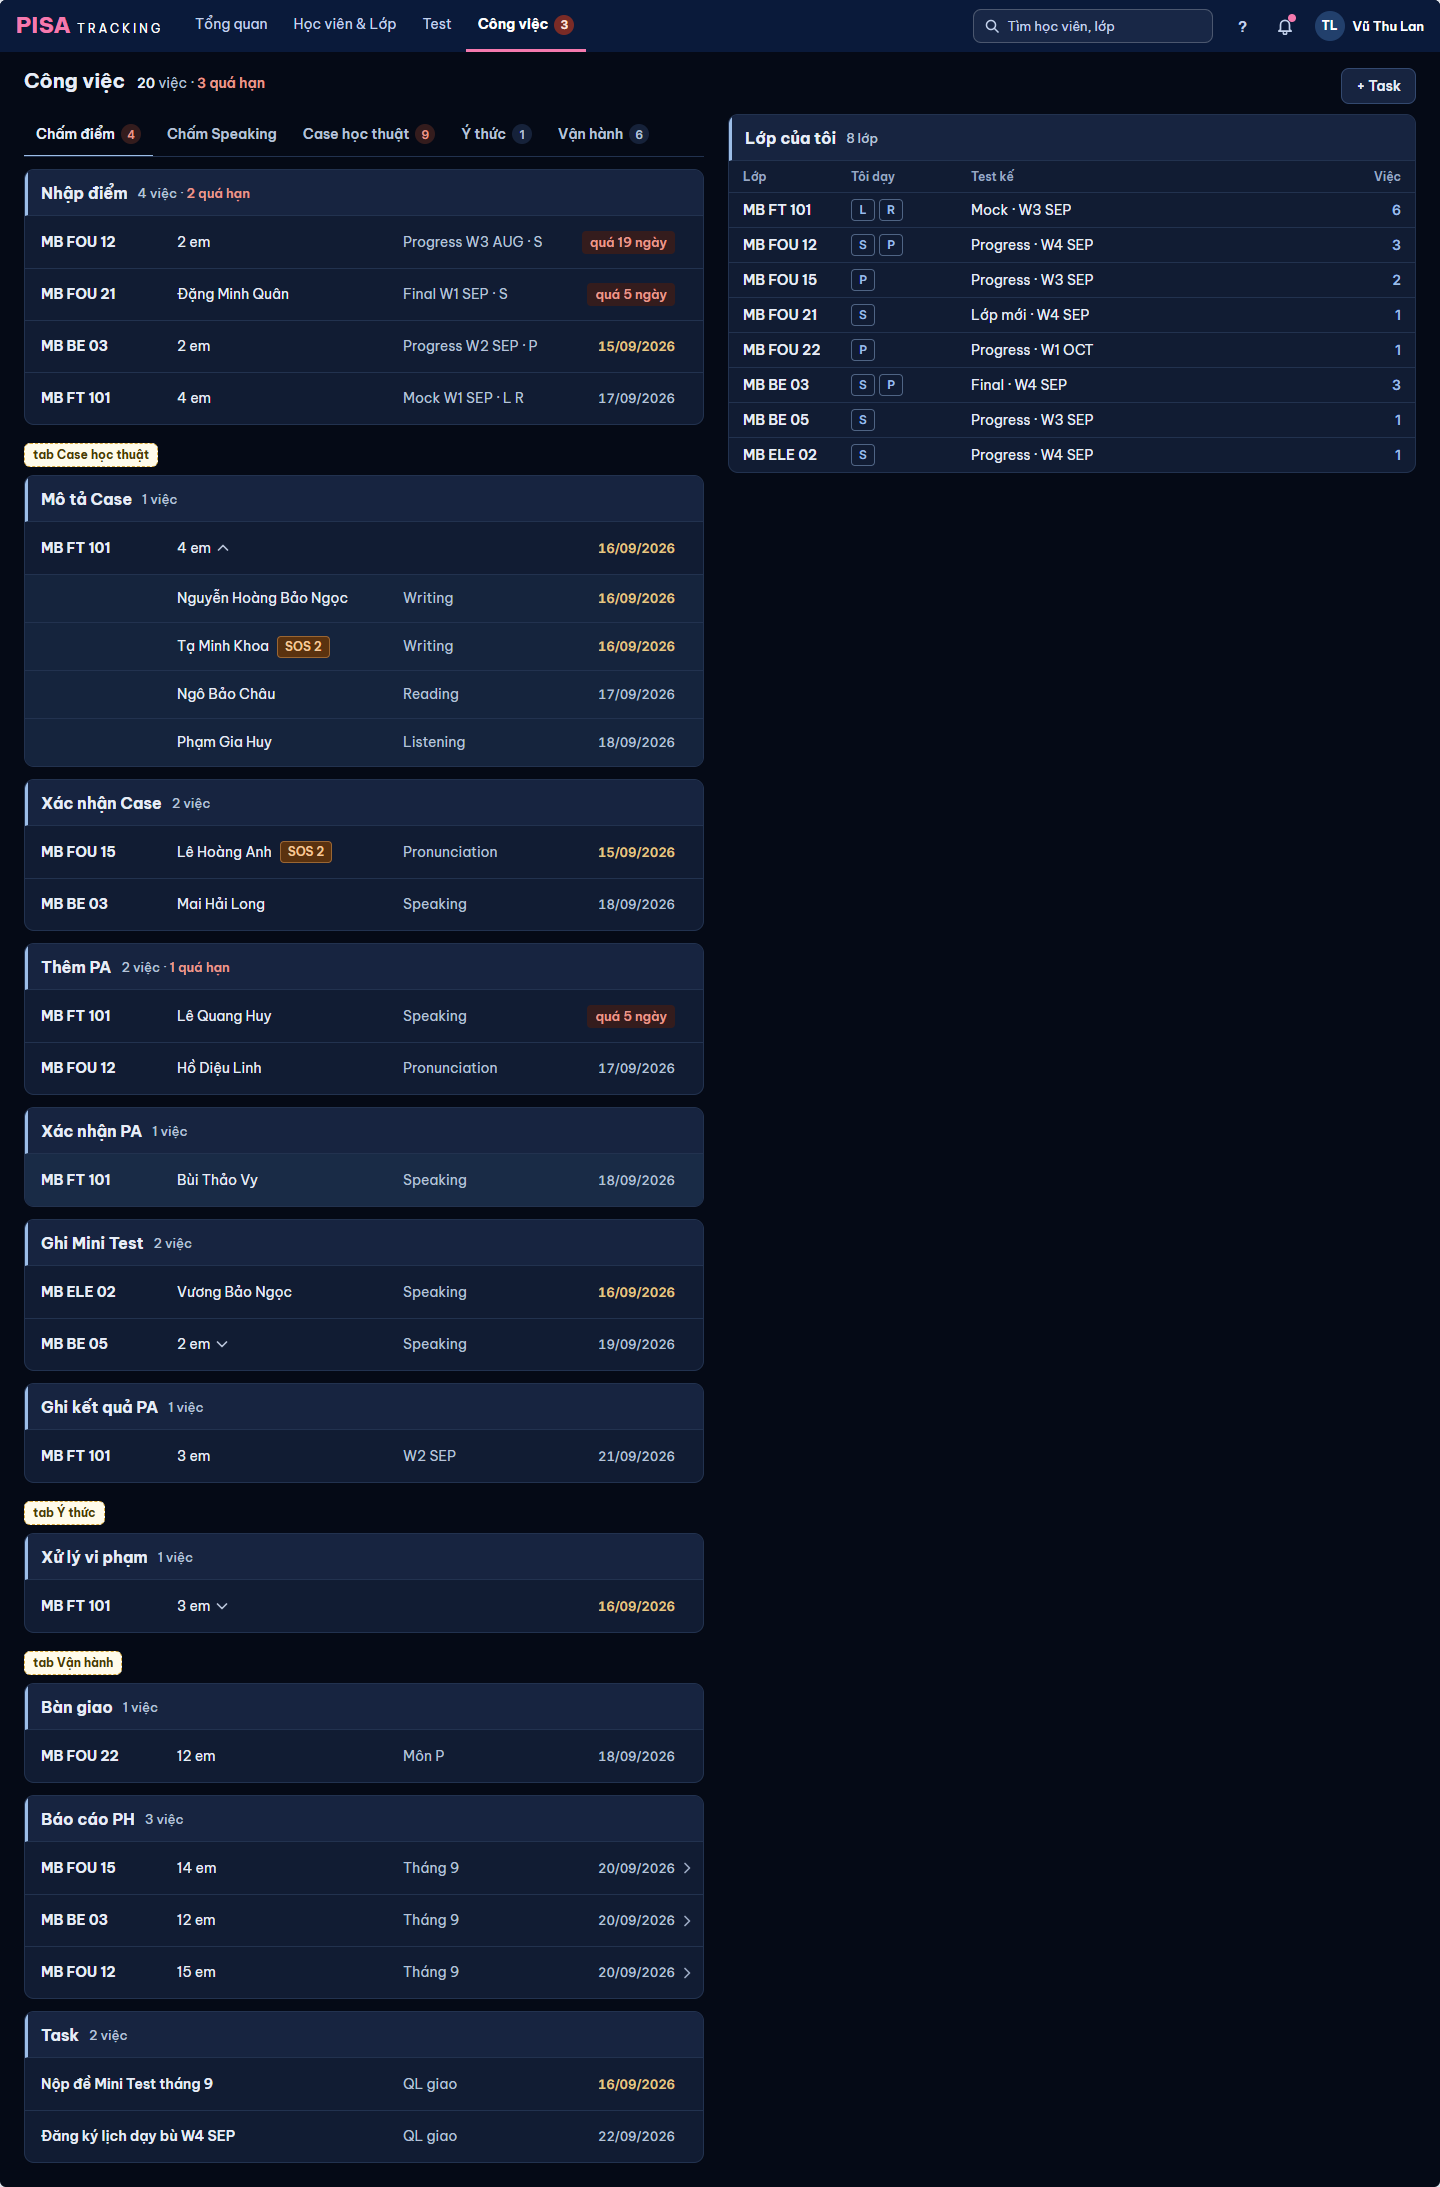 PISA TRACKING Tổng quan Học viên & Lớp Test Công việc 3 Tìm học viên, lớp ? TL Vũ Thu Lan
Công việc 20 việc · 3 quá hạn + Task
Chấm điểm 4 Chấm Speaking Case học thuật 9 Ý thức 1 Vận hành 6
Nhập điểm 4 việc · 2 quá hạn
MB FOU 12 2 em Progress W3 AUG · S quá 19 ngày
MB FOU 21 Đặng Minh Quân Final W1 SEP · S quá 5 ngày
MB BE 03 2 em Progress W2 SEP · P 15/09/2026
MB FT 101 4 em Mock W1 SEP · L R 17/09/2026
tab Case học thuật
Mô tả Case 1 việc
MB FT 101 4 em 16/09/2026
Nguyễn Hoàng Bảo Ngọc Writing 16/09/2026
Tạ Minh Khoa SOS 2 Writing 16/09/2026
Ngô Bảo Châu Reading 17/09/2026
Phạm Gia Huy Listening 18/09/2026
Xác nhận Case 2 việc
MB FOU 15 Lê Hoàng Anh SOS 2 Pronunciation 15/09/2026
MB BE 03 Mai Hải Long Speaking 18/09/2026
Thêm PA 2 việc · 1 quá hạn
MB FT 101 Lê Quang Huy Speaking quá 5 ngày
MB FOU 12 Hồ Diệu Linh Pronunciation 17/09/2026
Xác nhận PA 1 việc
MB FT 101 Bùi Thảo Vy Speaking 18/09/2026
Ghi Mini Test 2 việc
MB ELE 02 Vương Bảo Ngọc Speaking 16/09/2026
MB BE 05 2 em Speaking 19/09/2026
Ghi kết quả PA 1 việc
MB FT 101 3 em W2 SEP 21/09/2026
tab Ý thức
Xử lý vi phạm 1 việc
MB FT 101 3 em 16/09/2026
tab Vận hành
Bàn giao 1 việc
MB FOU 22 12 em Môn P 18/09/2026
Báo cáo PH 3 việc
MB FOU 15 14 em Tháng 9 20/09/2026
MB BE 03 12 em Tháng 9 20/09/2026
MB FOU 12 15 em Tháng 9 20/09/2026
Task 2 việc
Nộp đề Mini Test tháng 9 QL giao 16/09/2026
Đăng ký lịch dạy bù W4 SEP QL giao 22/09/2026
Lớp của tôi 8 lớp
Lớp Tôi dạy Test kế Việc
MB FT 101 L R Mock · W3 SEP 6
MB FOU 12 S P Progress · W4 SEP 3
MB FOU 15 P Progress · W3 SEP 2
MB FOU 21 S Lớp mới · W4 SEP 1
MB FOU 22 P Progress · W1 OCT 1
MB BE 03 S P Final · W4 SEP 3
MB BE 05 S Progress · W3 SEP 1
MB ELE 02 S Progress · W4 SEP 1